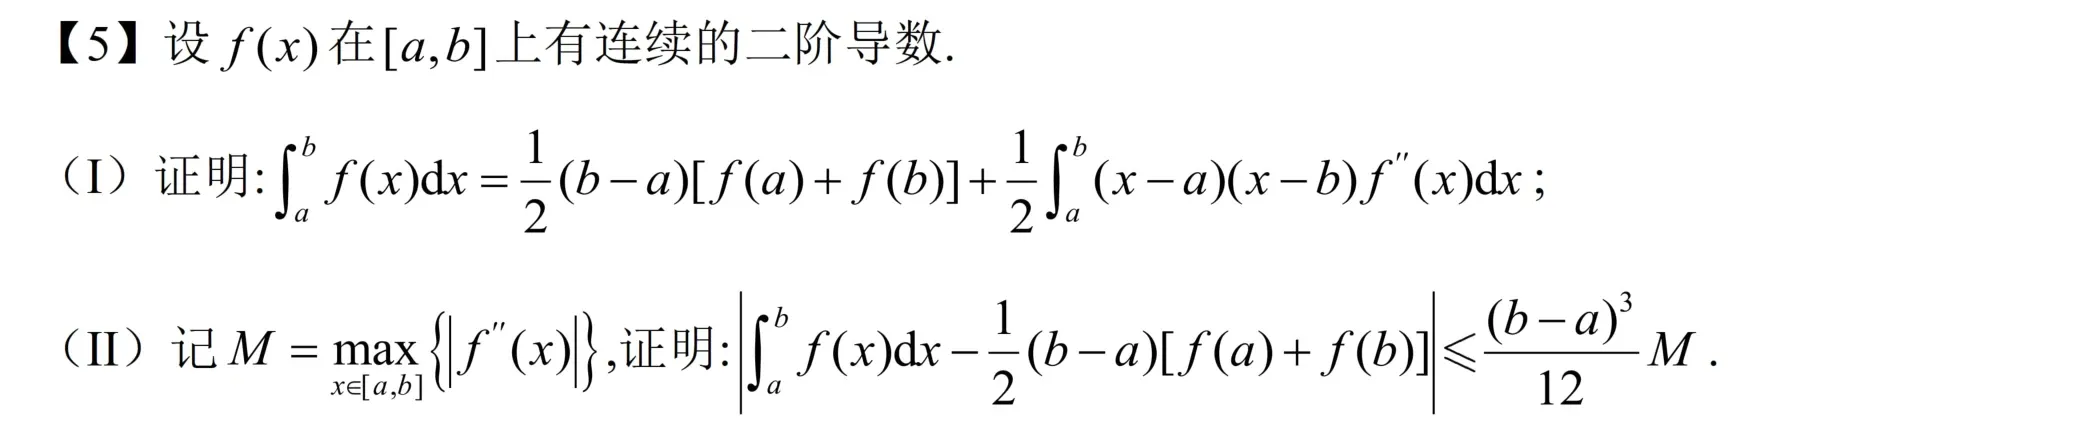 【5】设 f(x) 在[a,b]上有连续的二阶导数.
（I）证明:∫_a^b f(x)dx = 1/2 (b−a)[f(a)+f(b)] + 1/2 ∫_a^b (x−a)(x−b)f″(x)dx ;
（II）记 M = max_{x∈[a,b]} {|f″(x)|},证明: |∫_a^b f(x)dx − 1/2 (b−a)[f(a)+f(b)]| ⩽ (b−a)³/12 M .